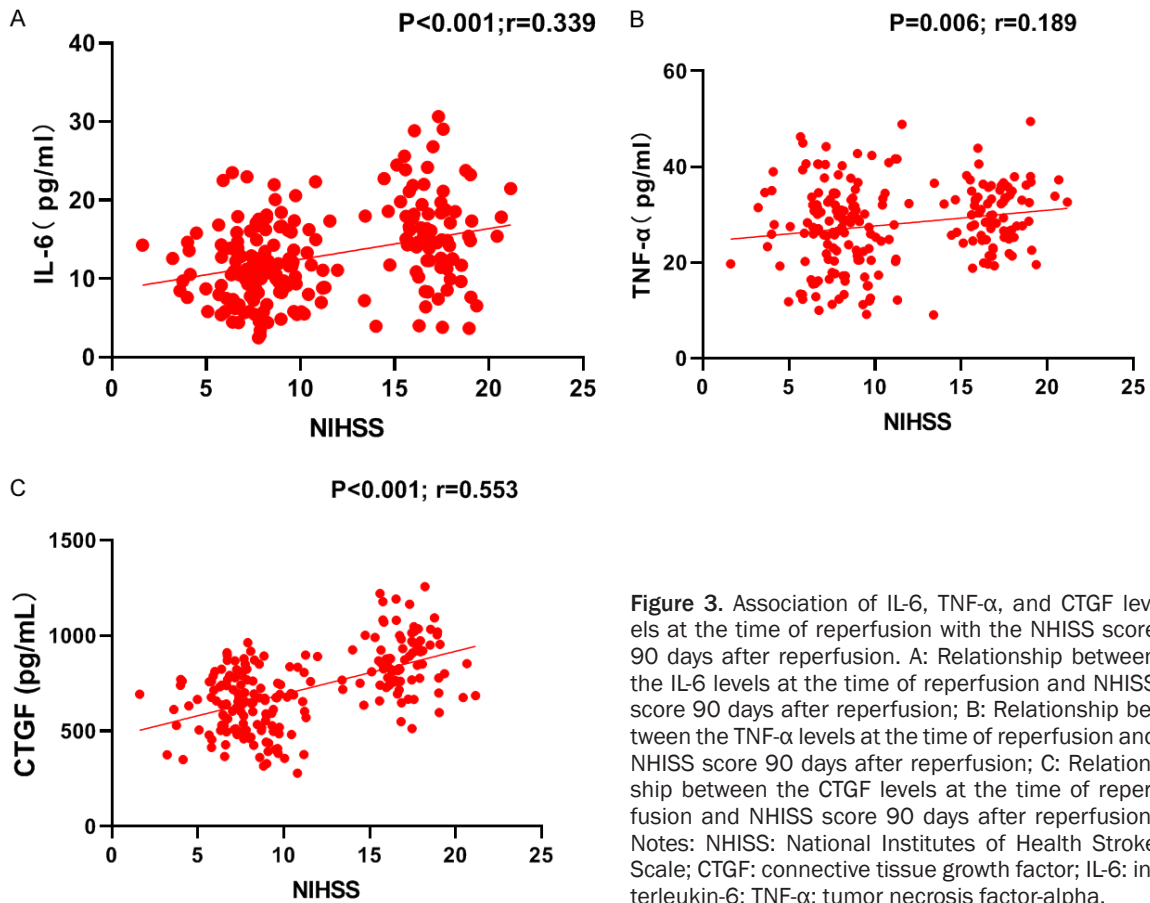 A
P<0.001;r=0.339
40
30
20
10
0
IL-6( pg/ml)
0 5 10 15 20 25
NIHSS
B
P=0.006; r=0.189
60
40
20
0
TNF-α( pg/ml)
0 5 10 15 20 25
NIHSS
C
P<0.001; r=0.553
1500
1000
500
0
CTGF (pg/mL)
0 5 10 15 20 25
NIHSS
Figure 3. Association of IL-6, TNF-α, and CTGF lev
els at the time of reperfusion with the NHISS score
90 days after reperfusion. A: Relationship between
the IL-6 levels at the time of reperfusion and NHISS
score 90 days after reperfusion; B: Relationship be
tween the TNF-α levels at the time of reperfusion and
NHISS score 90 days after reperfusion; C: Relation
ship between the CTGF levels at the time of reper
fusion and NHISS score 90 days after reperfusion
Notes: NHISS: National Institutes of Health Stroke
Scale; CTGF: connective tissue growth factor; IL-6: in
terleukin-6; TNF-α: tumor necrosis factor-alpha.